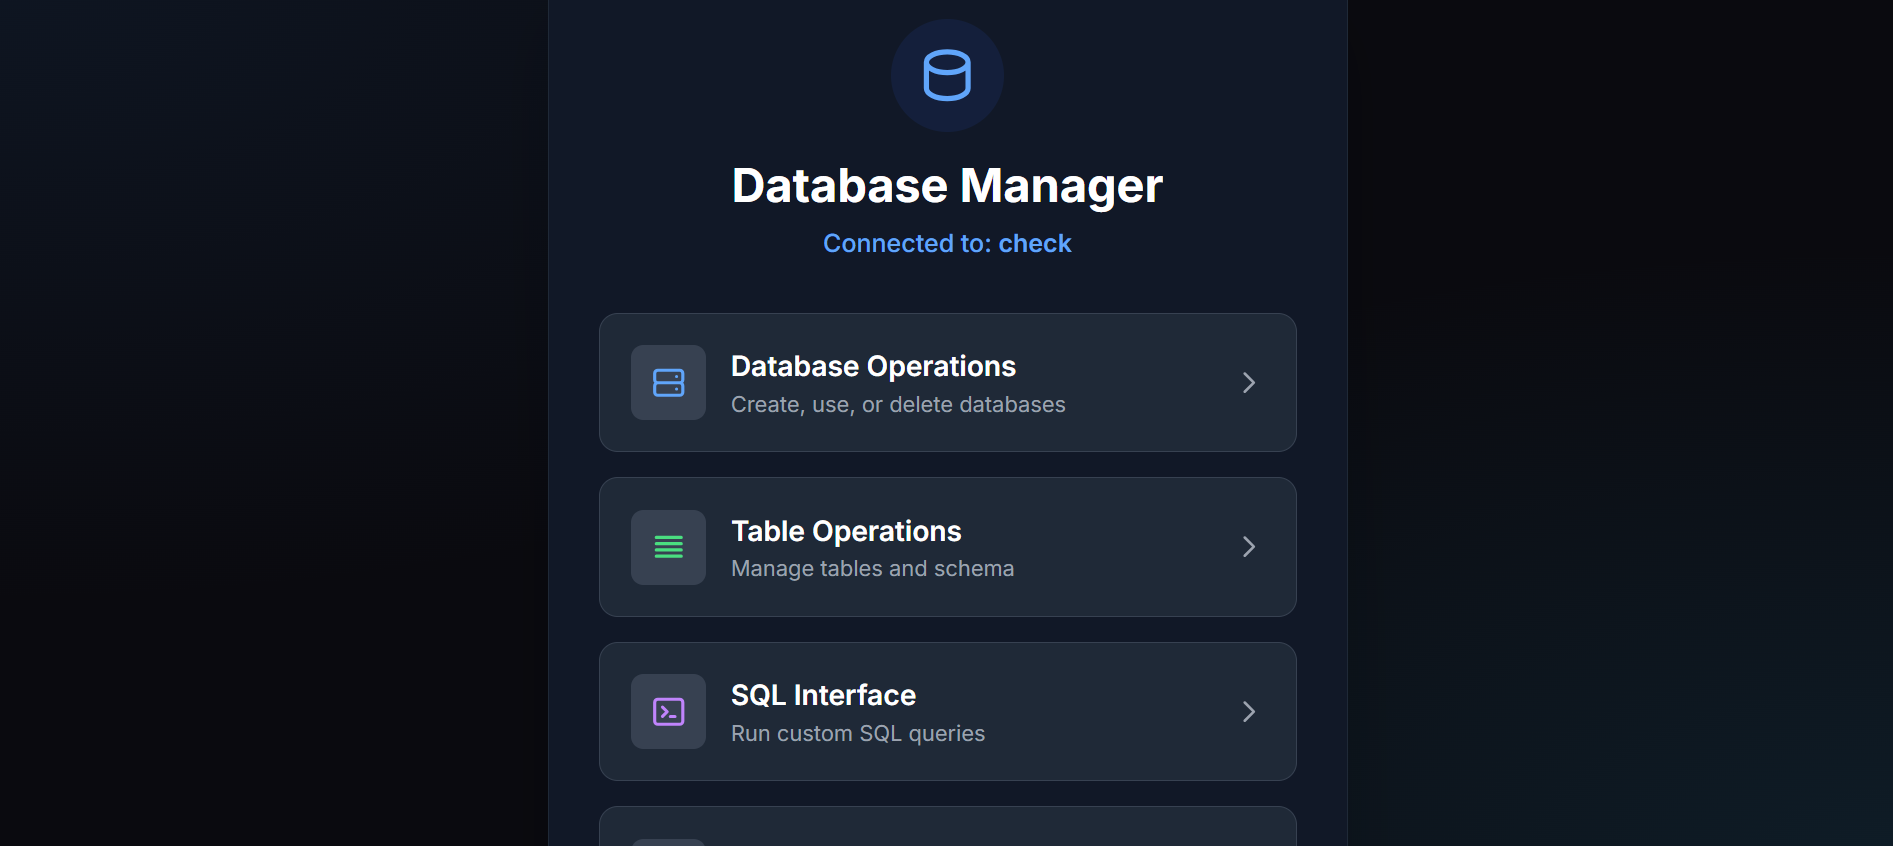 Database Manager
Connected to: check
Database Operations
Create, use, or delete databases
Table Operations
Manage tables and schema
SQL Interface
Run custom SQL queries